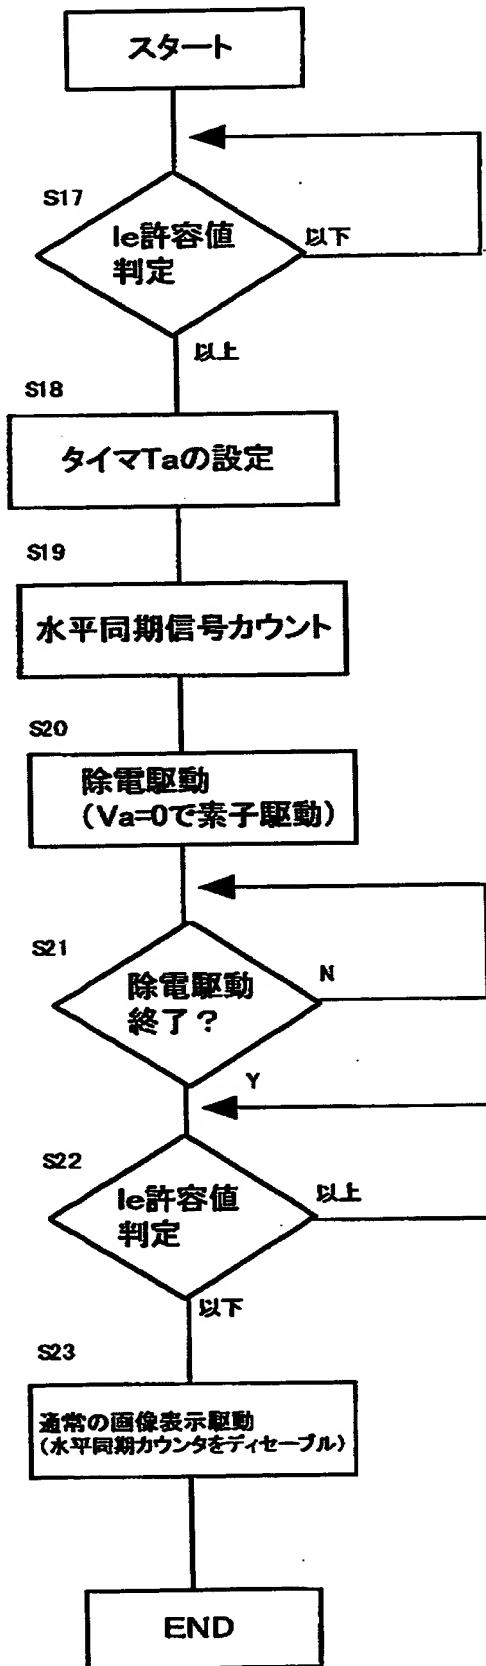 スタート
S17
Ie許容値
判定
以下
以上
S18
タイマTaの設定
S19
水平同期信号カウント
S20
除電駆動
(Va=0で素子駆動)
S21
除電駆動
終了?
N
Y
S22
Ie許容値
判定
以上
以下
S23
通常の画像表示駆動
(水平同期カウンタをディセーブル)
END